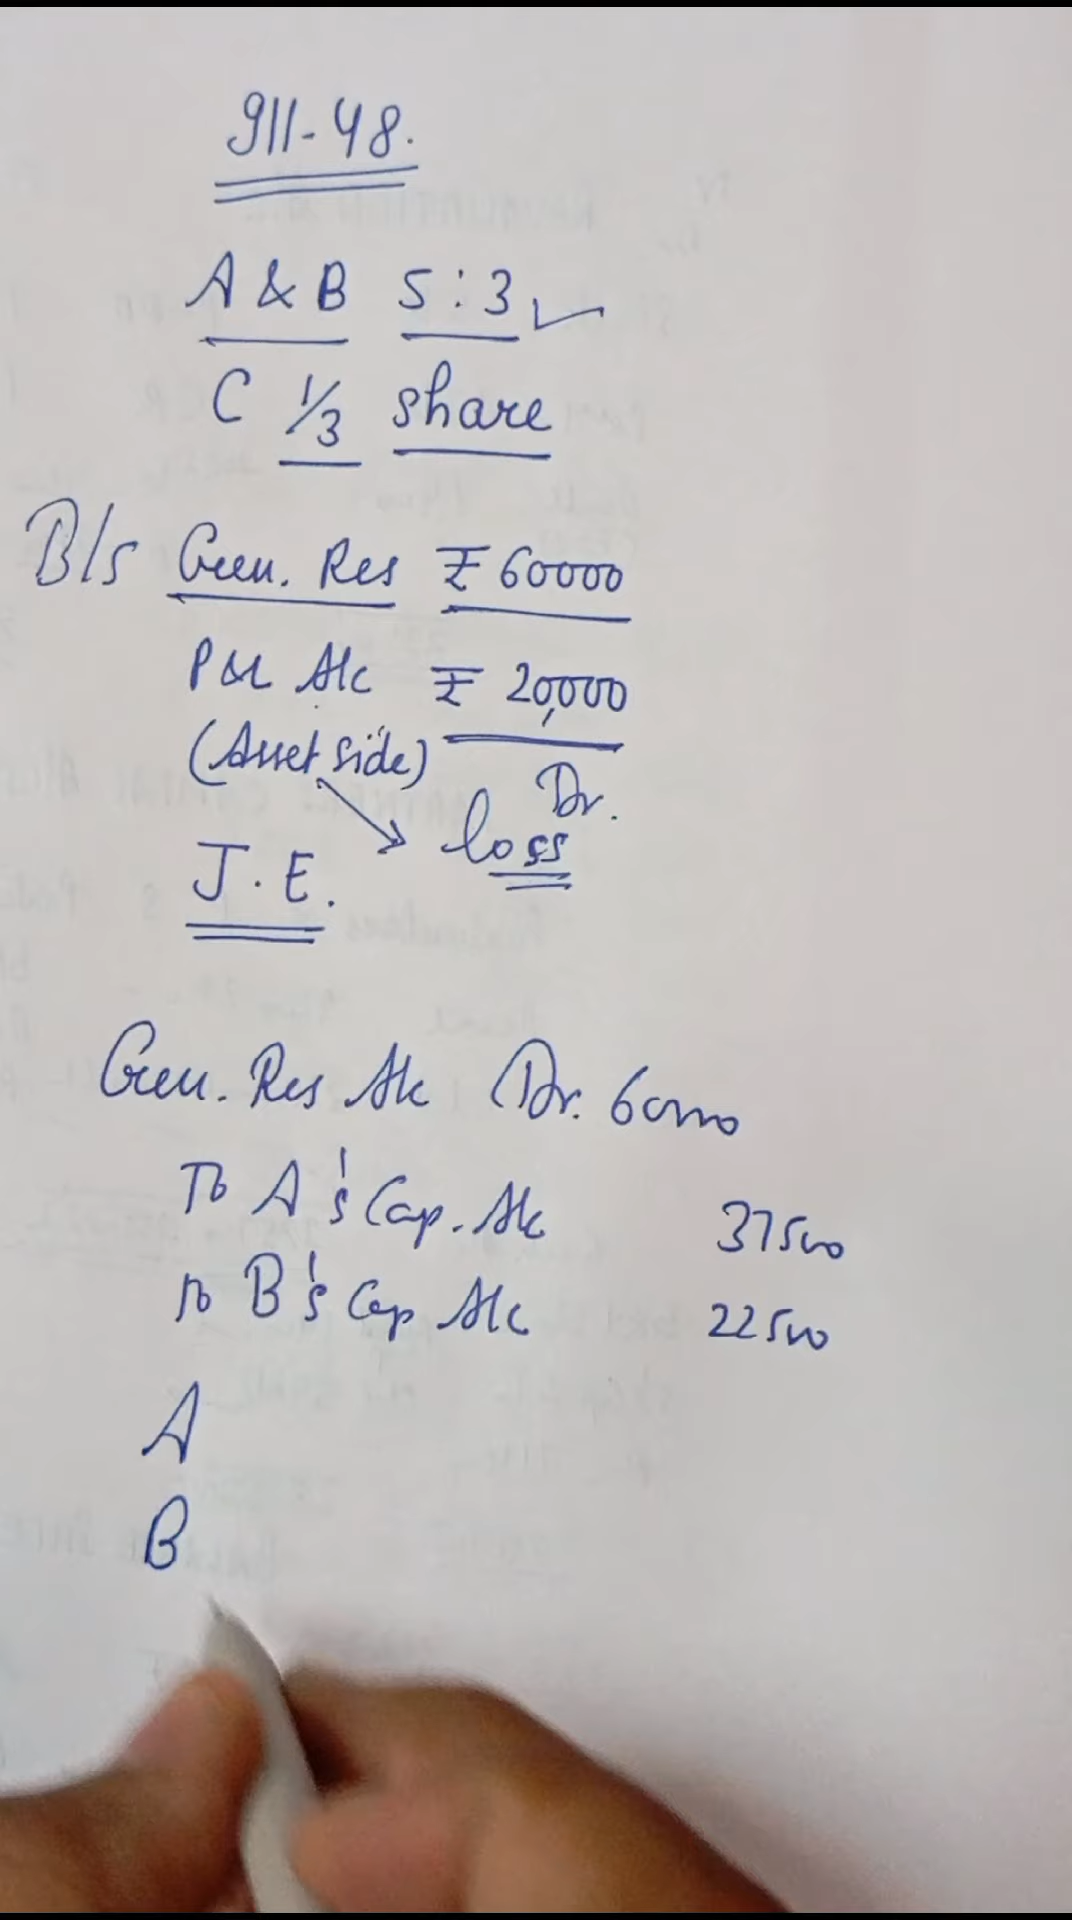 Ill-48.
A & B 5:3
C 1/3 share
B/S Gen. Res ₹ 60000
P&L A/c ₹ 20,000
(Asset side) Dr.
loss
J.E.
Gen. Res A/c Dr. 60000
To A's Cap. A/c 37500
To B's Cap A/c 22500
A
B